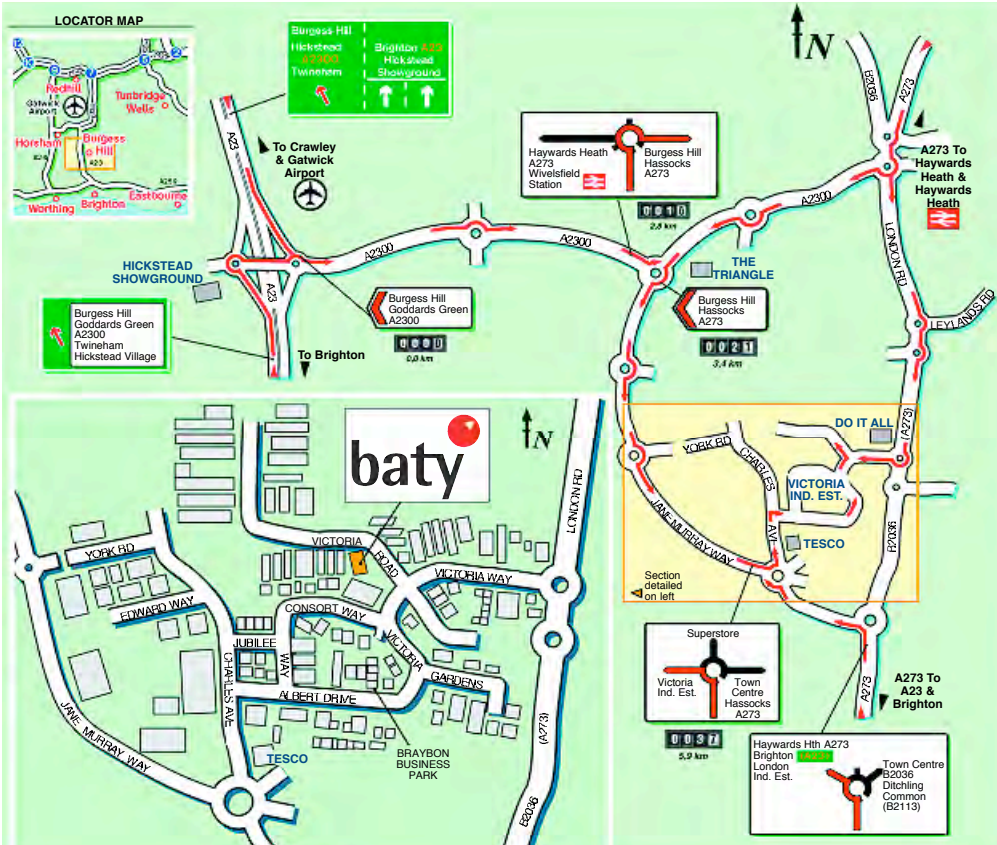 LOCATOR MAP
Redhill
Gatwick
Airport
Tunbridge
Wells
Horsham
Burgess
Hill
A23
Worthing
Brighton
Eastbourne
Burgess Hill
Hickstead
A2300
Twineham
Brighton A23
Hickstead
Showground
N
A23
To Crawley
& Gatwick
Airport
HICKSTEAD
SHOWGROUND
A23
To Brighton
Burgess Hill
Goddards Green
A2300
Twineham
Hickstead Village
A2300
A2300
A2300
Burgess Hill
Goddards Green
A2300
0000
0,0 km
Haywards Heath
A273
Wivelsfield
Station
Burgess Hill
Hassocks
A273
0010
THE
TRIANGLE
Burgess Hill
Hassocks
A273
0021
3,4 km
B2036
A273
A273 To
Haywards
Heath &
Haywards
Heath
LONDON RD
LEYLANDS RD
(A273)
DO IT ALL
YORK RD
CHARLES
AVE
VICTORIA
IND. EST.
TESCO
JANE MURRAY WAY
B2036
Section
detailed
on left
Superstore
Victoria
Ind. Est.
Town
Centre
Hassocks
A273
0037
5,9 km
A273
A273 To
A23 &
Brighton
Haywards Hth A273
Brighton
London
Ind. Est.
Town Centre
B2036
Ditchling
Common
(B2113)
baty
N
LONDON RD
VICTORIA
ROAD
VICTORIA WAY
YORK RD
EDWARD WAY
CONSORT WAY
JUBILEE
WAY
VICTORIA
GARDENS
CHARLES AVE
ALBERT DRIVE
JANE MURRAY WAY
TESCO
BRAYBON
BUSINESS
PARK
(A273)
B2036